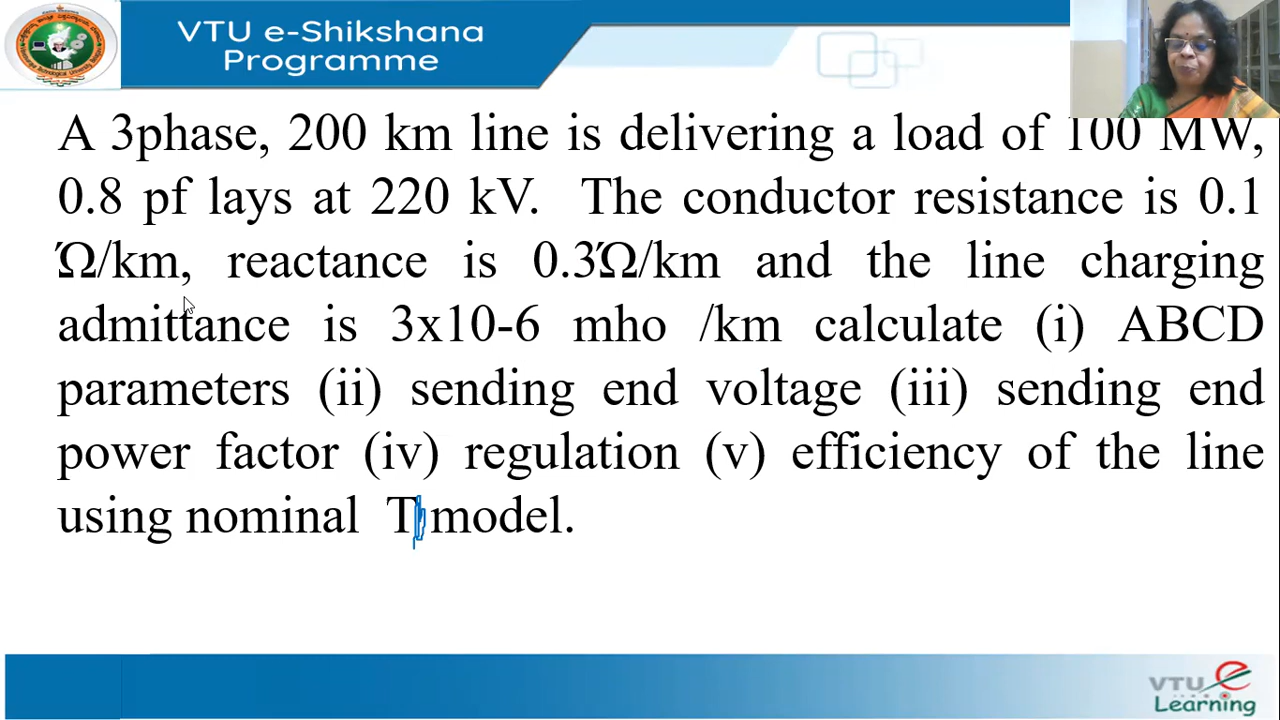 VTU e-Shikshana
Programme
A 3phase, 200 km line is delivering a load of 100 MW,
0.8 pf lays at 220 kV. The conductor resistance is 0.1
Ώ/km, reactance is 0.3Ώ/km and the line charging
admittance is 3x10-6 mho /km calculate (i) ABCD
parameters (ii) sending end voltage (iii) sending end
power factor (iv) regulation (v) efficiency of the line
using nominal T model.
VTU e
Learning